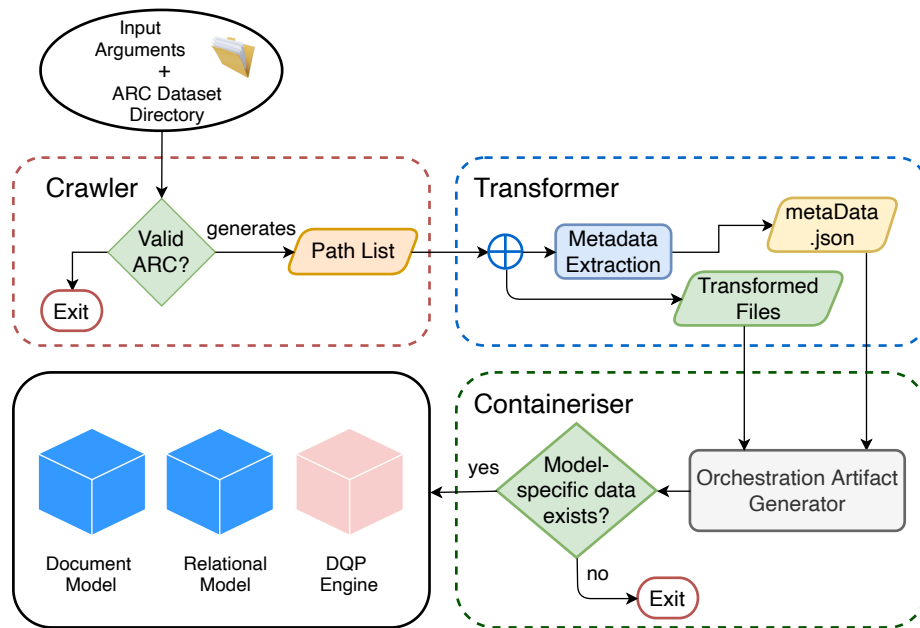 Input
Arguments
+
ARC Dataset
Directory
Crawler
Valid
ARC?
generates
Path List
Exit
Transformer
Metadata
Extraction
metaData
.json
Transformed
Files
Containeriser
Orchestration Artifact
Generator
Model-
specific data
exists?
yes
no
Exit
Document
Model
Relational
Model
DQP
Engine